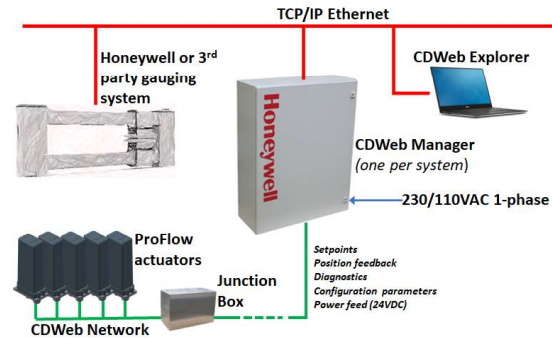 TCP/IP Ethernet
Honeywell or 3rd
party gauging
system
CDWeb Explorer
Honeywell
CDWeb Manager
(one per system)
230/110VAC 1-phase
ProFlow
actuators
Junction
Box
Setpoints
Position feedback
Diagnostics
Configuration parameters
Power feed (24VDC)
CDWeb Network